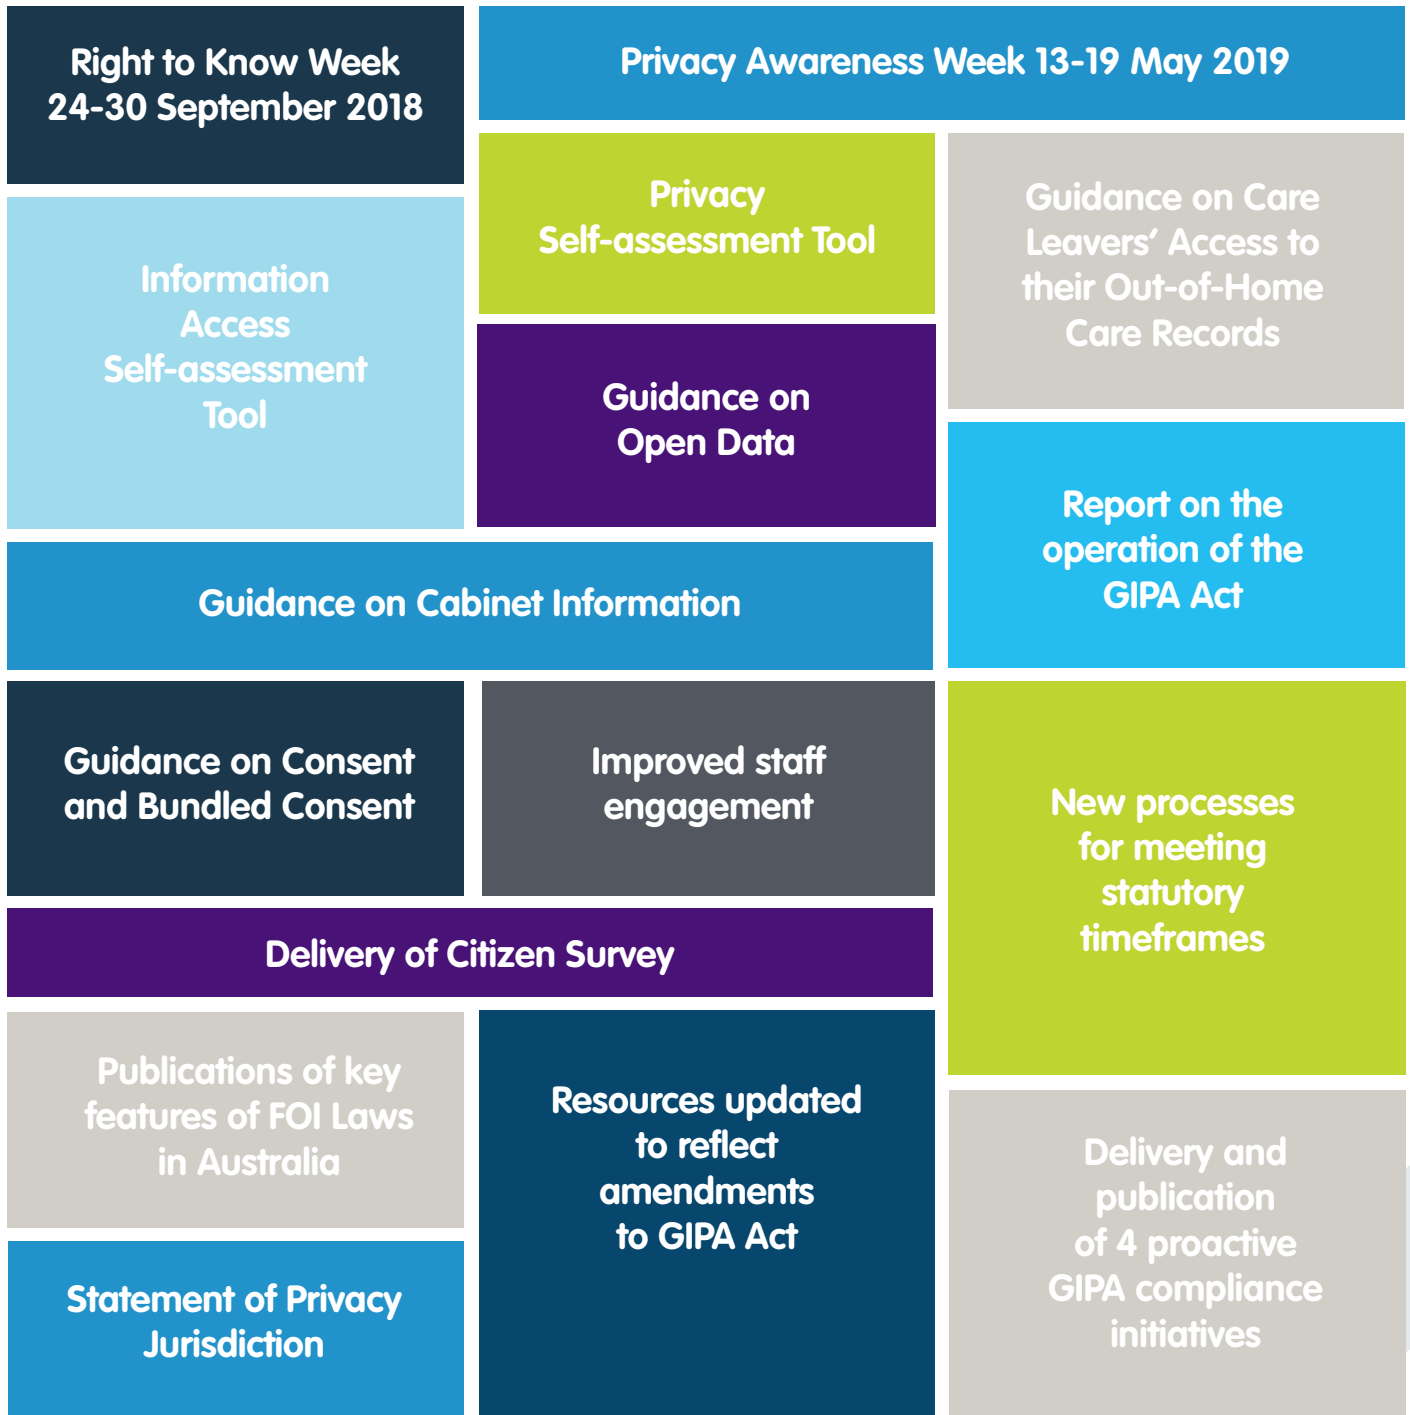 Right to Know Week
24-30 September 2018
Privacy Awareness Week 13-19 May 2019
Privacy
Self-assessment Tool
Guidance on Care
Leavers’ Access to
their Out-of-Home
Care Records
Information
Access
Self-assessment
Tool
Guidance on
Open Data
Report on the
operation of the
GIPA Act
Guidance on Cabinet Information
Guidance on Consent
and Bundled Consent
Improved staff
engagement
New processes
for meeting
statutory
timeframes
Delivery of Citizen Survey
Publications of key
features of FOI Laws
in Australia
Resources updated
to reflect
amendments
to GIPA Act
Delivery and
publication
of 4 proactive
GIPA compliance
initiatives
Statement of Privacy
Jurisdiction